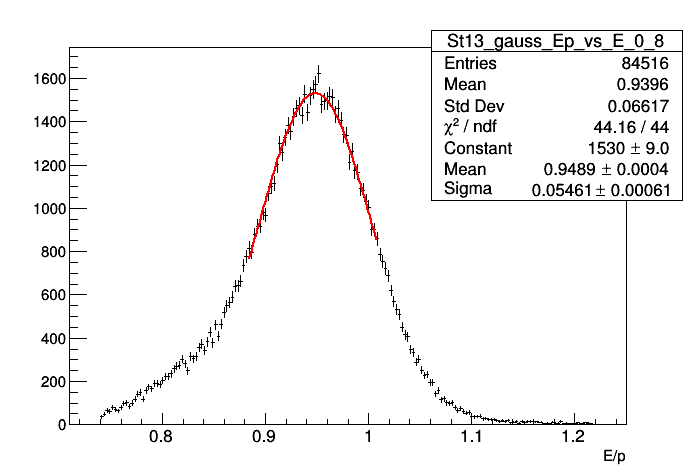 St13_gauss_Ep_vs_E_0_8
Entries 84516
Mean 0.9396
Std Dev 0.06617
χ² / ndf 44.16 / 44
Constant 1530 ± 9.0
Mean 0.9489 ± 0.0004
Sigma 0.05461 ± 0.00061
1600
1400
1200
1000
800
600
400
200
0
0.8 0.9 1 1.1 1.2
E/p